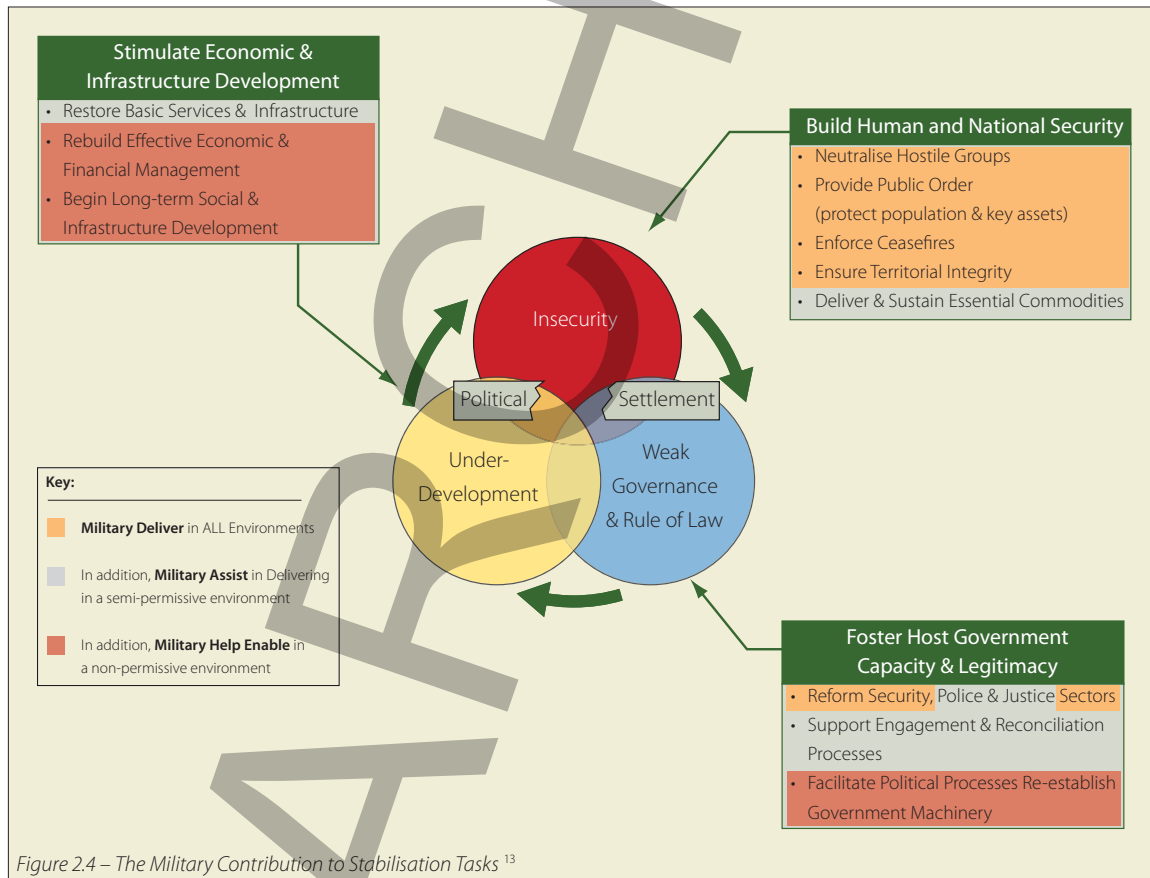 Stimulate Economic &
Infrastructure Development
• Restore Basic Services & Infrastructure
• Rebuild Effective Economic &
Financial Management
• Begin Long-term Social &
Infrastructure Development
Build Human and National Security
• Neutralise Hostile Groups
• Provide Public Order
(protect population & key assets)
• Enforce Ceasefires
• Ensure Territorial Integrity
• Deliver & Sustain Essential Commodities
Insecurity
Political
Settlement
Under-
Development
Weak
Governance
& Rule of Law
Key:
Military Deliver in ALL Environments
In addition, Military Assist in Delivering
in a semi-permissive environment
In addition, Military Help Enable in
a non-permissive environment
Foster Host Government
Capacity & Legitimacy
• Reform Security, Police & Justice Sectors
• Support Engagement & Reconciliation
Processes
• Facilitate Political Processes Re-establish
Government Machinery
Figure 2.4 – The Military Contribution to Stabilisation Tasks 13
ARCH